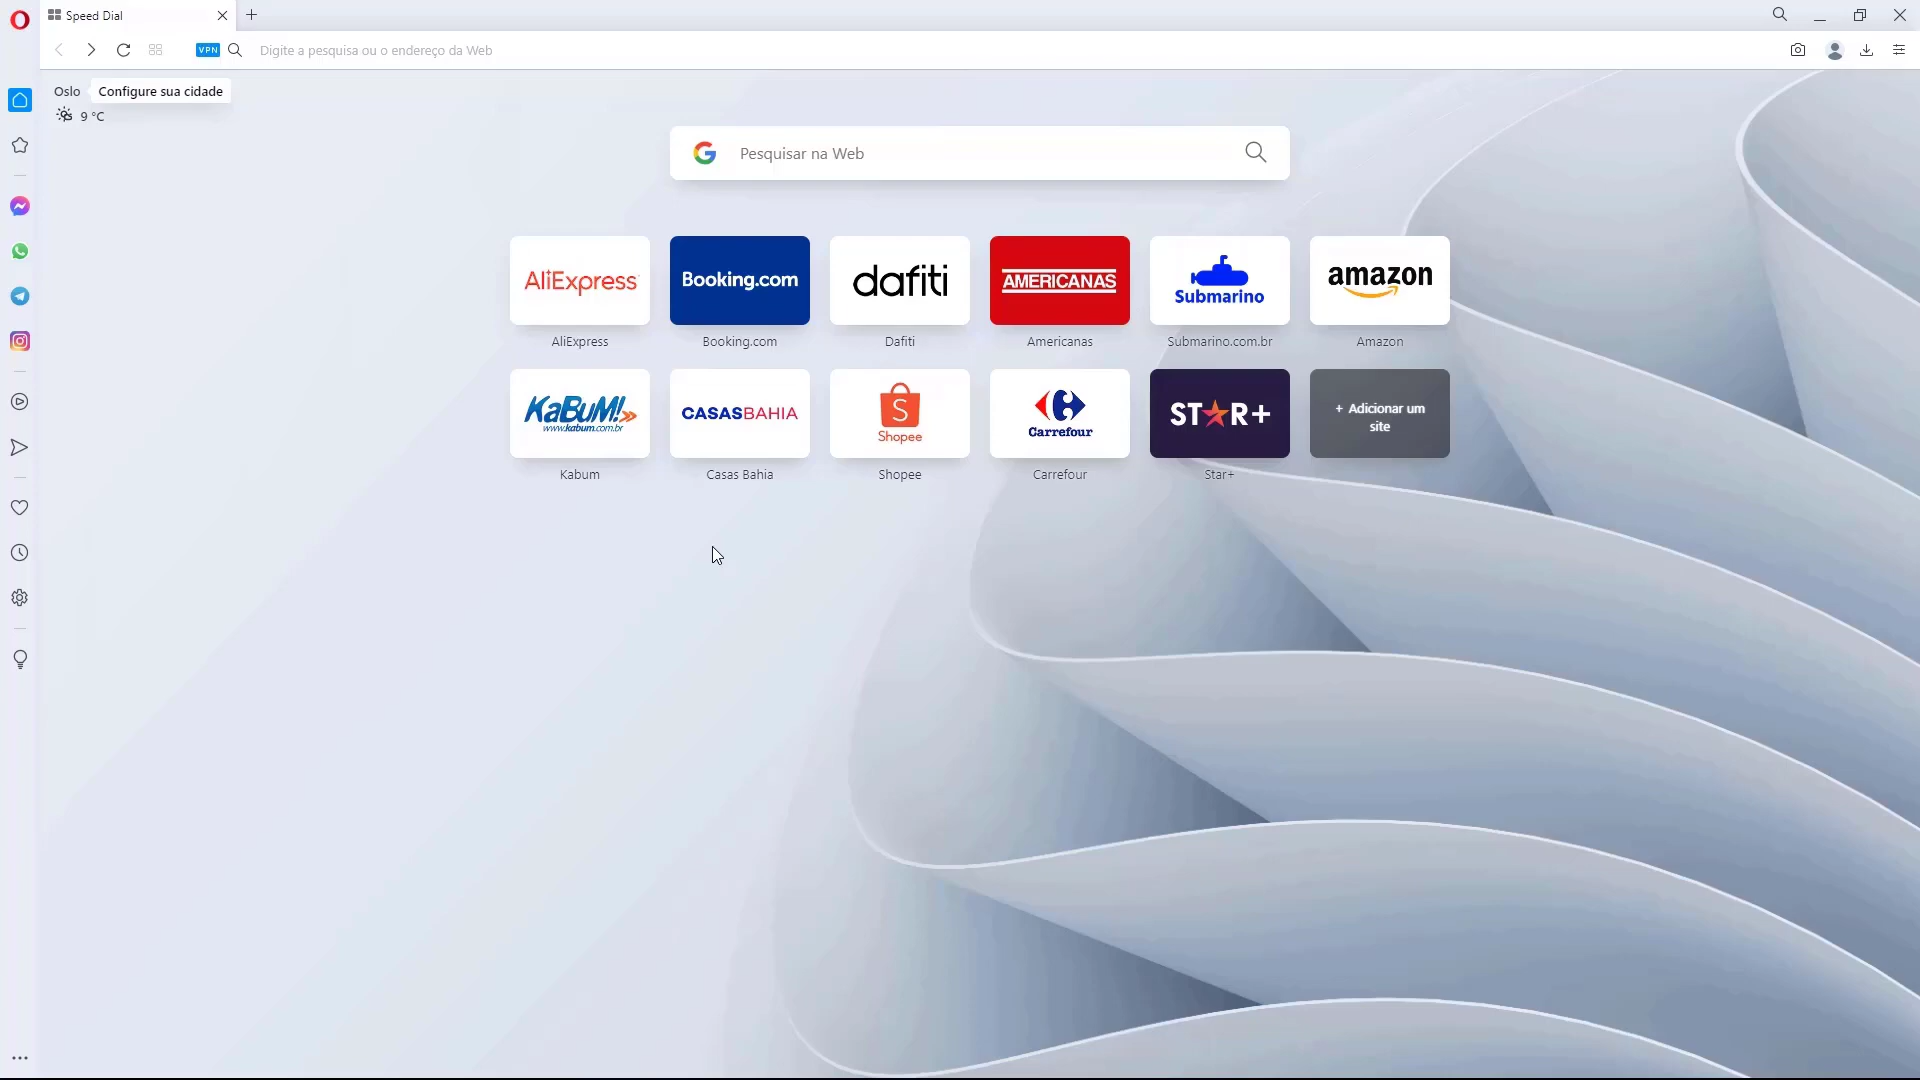 Speed Dial
VPN
Digite a pesquisa ou o endereço da Web
Oslo
Configure sua cidade
9 °C
Pesquisar na Web
AliExpress
Booking.com
dafiti
AMERICANAS
Submarino
amazon
AliExpress
Booking.com
Dafiti
Americanas
Submarino.com.br
Amazon
KaBuM!
www.kabum.com.br
CASASBAHIA
S
Shopee
Carrefour
ST★R+
+ Adicionar um
site
Kabum
Casas Bahia
Shopee
Carrefour
Star+